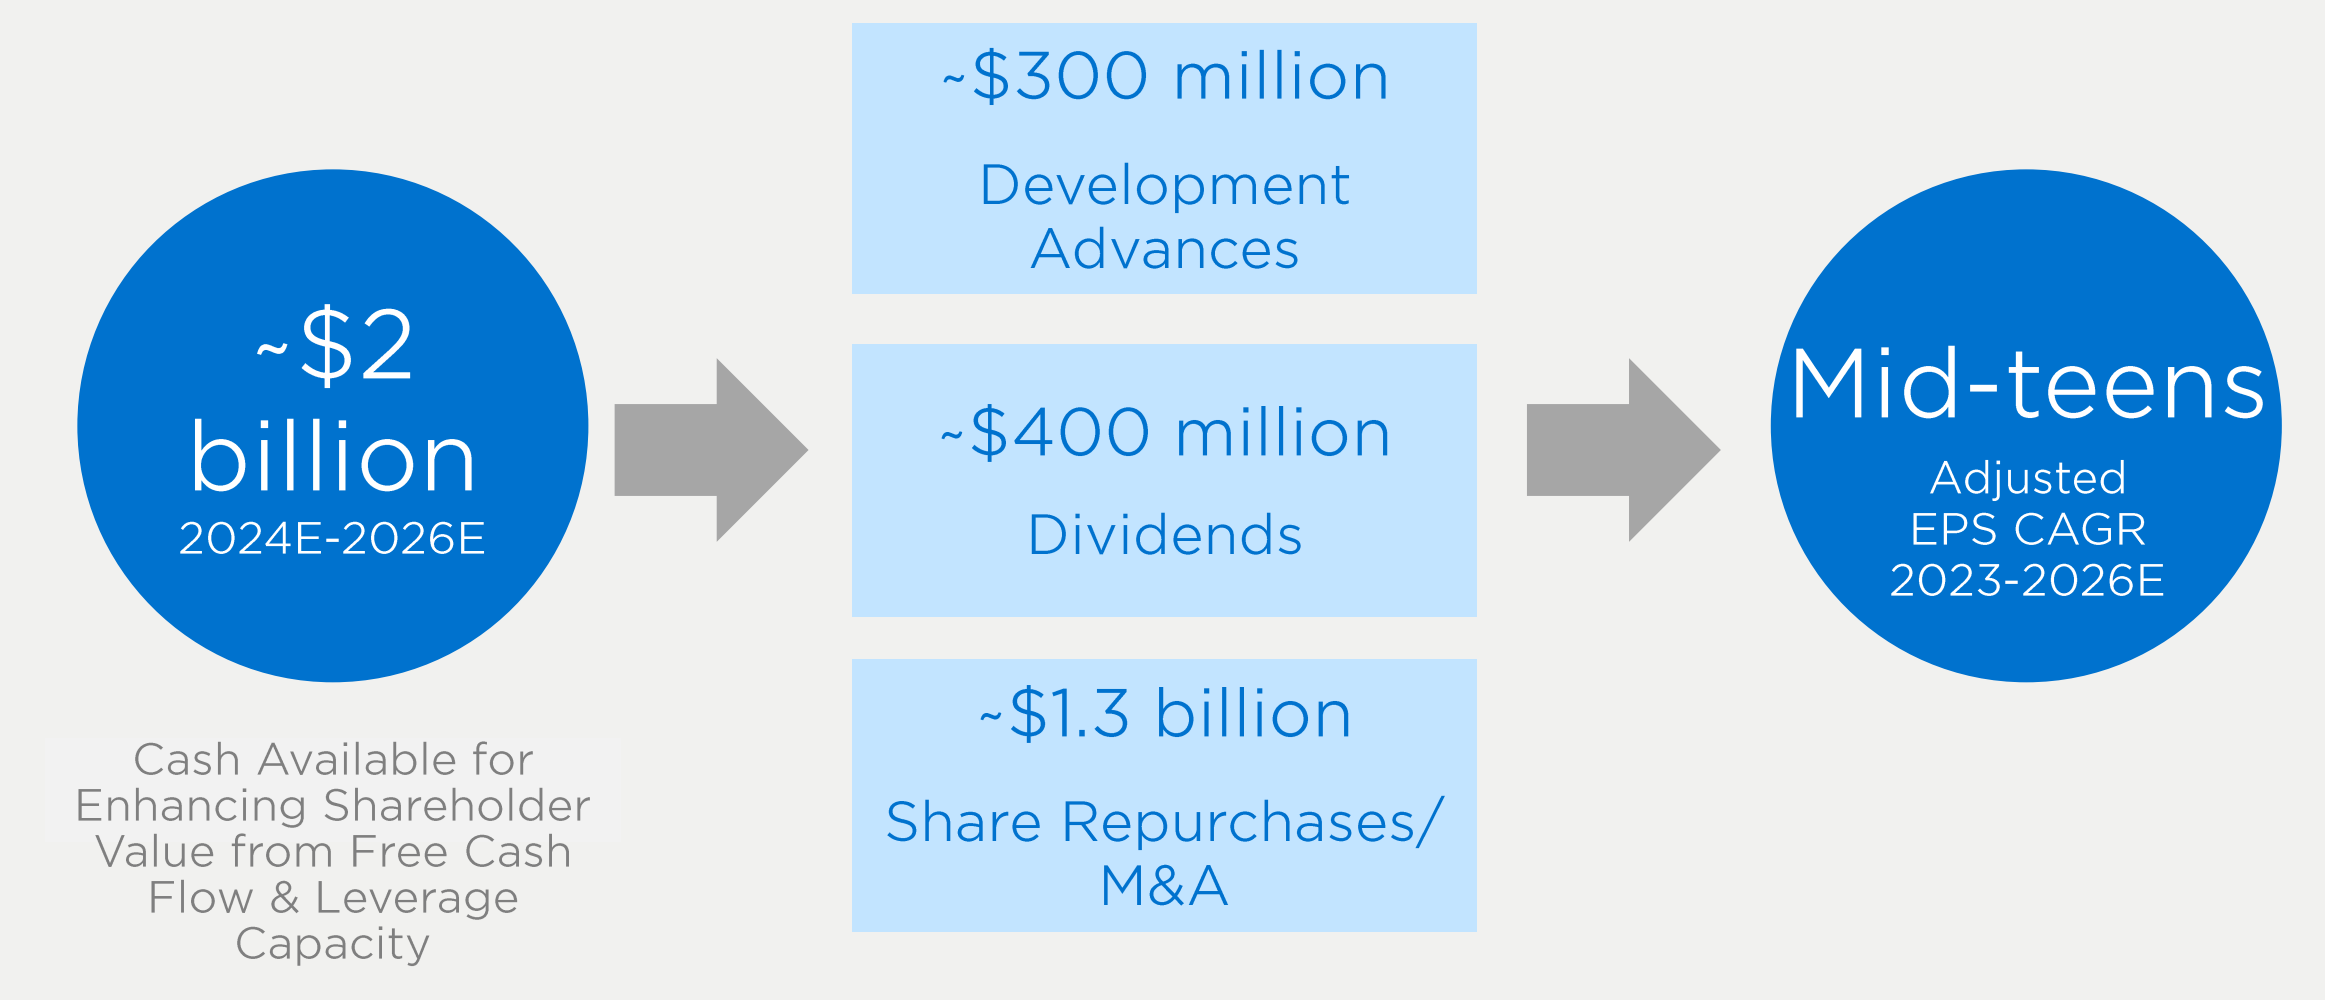 ~$2
billion
2024E-2026E
Cash Available for
Enhancing Shareholder
Value from Free Cash
Flow & Leverage
Capacity
~$300 million
Development
Advances
~$400 million
Dividends
~$1.3 billion
Share Repurchases/
M&A
Mid-teens
Adjusted
EPS CAGR
2023-2026E